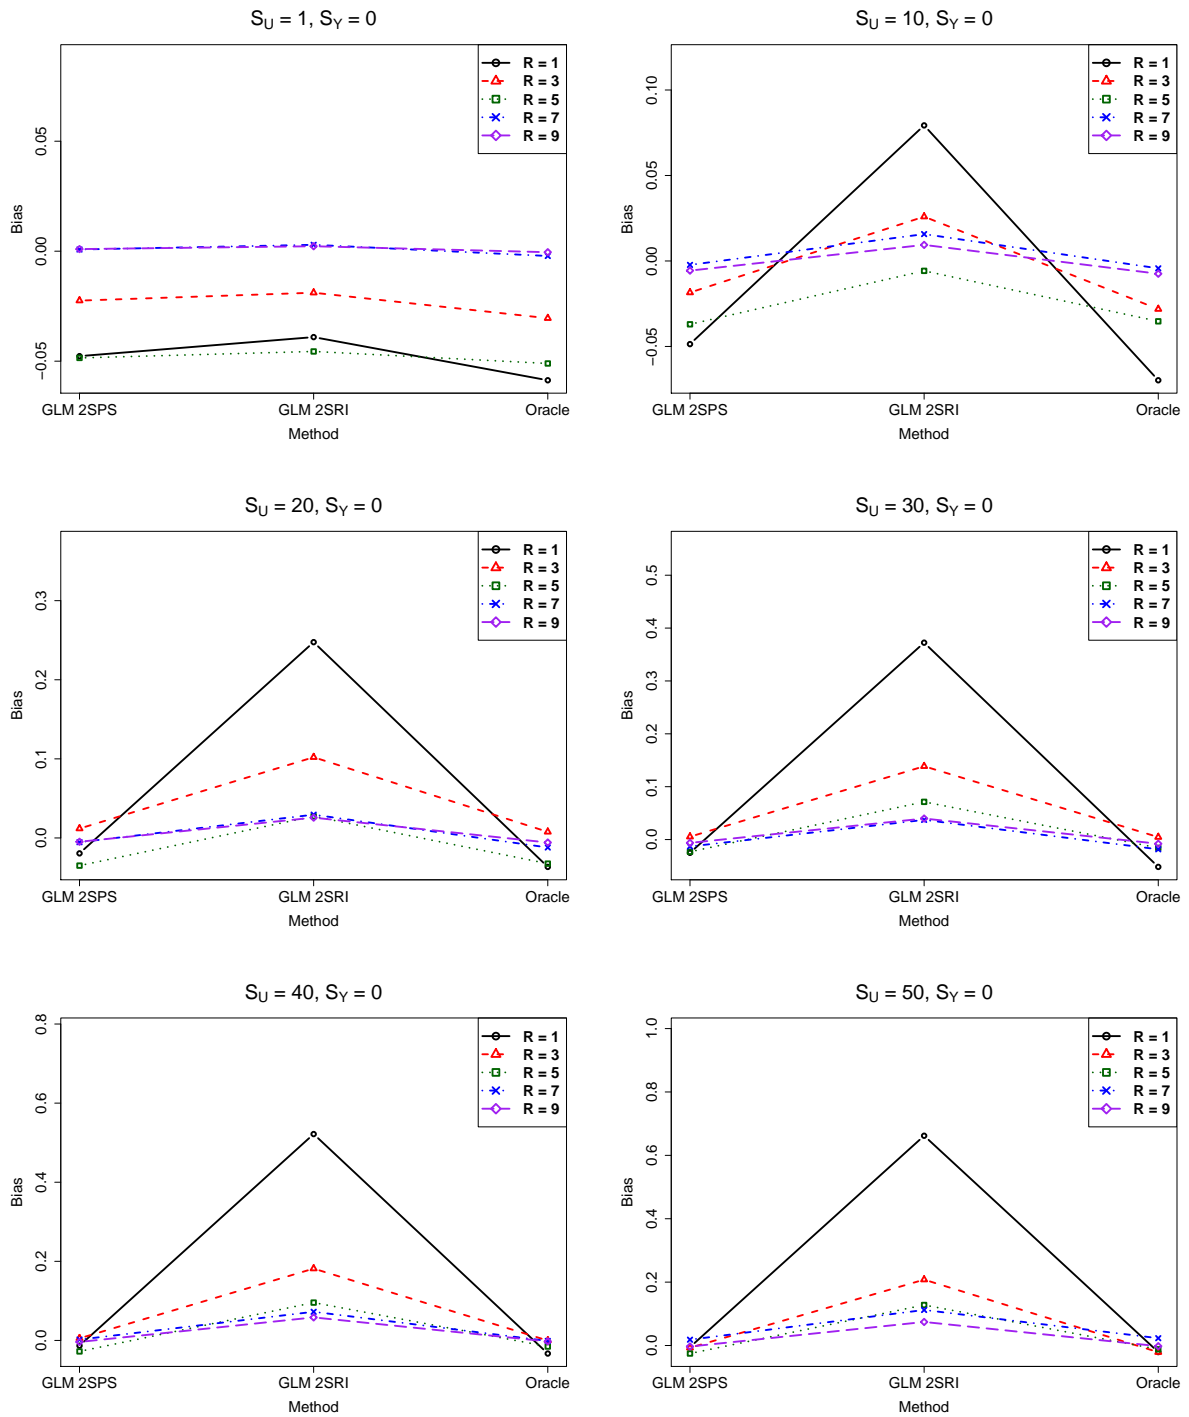 S_U = 1, S_Y = 0
R = 1
R = 3
R = 5
R = 7
R = 9
0.05
0.00
−0.05
Bias
GLM 2SPS GLM 2SRI Oracle
Method
S_U = 10, S_Y = 0
R = 1
R = 3
R = 5
R = 7
R = 9
0.10
0.05
0.00
−0.05
Bias
GLM 2SPS GLM 2SRI Oracle
Method
S_U = 20, S_Y = 0
R = 1
R = 3
R = 5
R = 7
R = 9
0.3
0.2
0.1
0.0
Bias
GLM 2SPS GLM 2SRI Oracle
Method
S_U = 30, S_Y = 0
R = 1
R = 3
R = 5
R = 7
R = 9
0.5
0.4
0.3
0.2
0.1
0.0
Bias
GLM 2SPS GLM 2SRI Oracle
Method
S_U = 40, S_Y = 0
R = 1
R = 3
R = 5
R = 7
R = 9
0.8
0.6
0.4
0.2
0.0
Bias
GLM 2SPS GLM 2SRI Oracle
Method
S_U = 50, S_Y = 0
R = 1
R = 3
R = 5
R = 7
R = 9
1.0
0.8
0.6
0.4
0.2
0.0
Bias
GLM 2SPS GLM 2SRI Oracle
Method